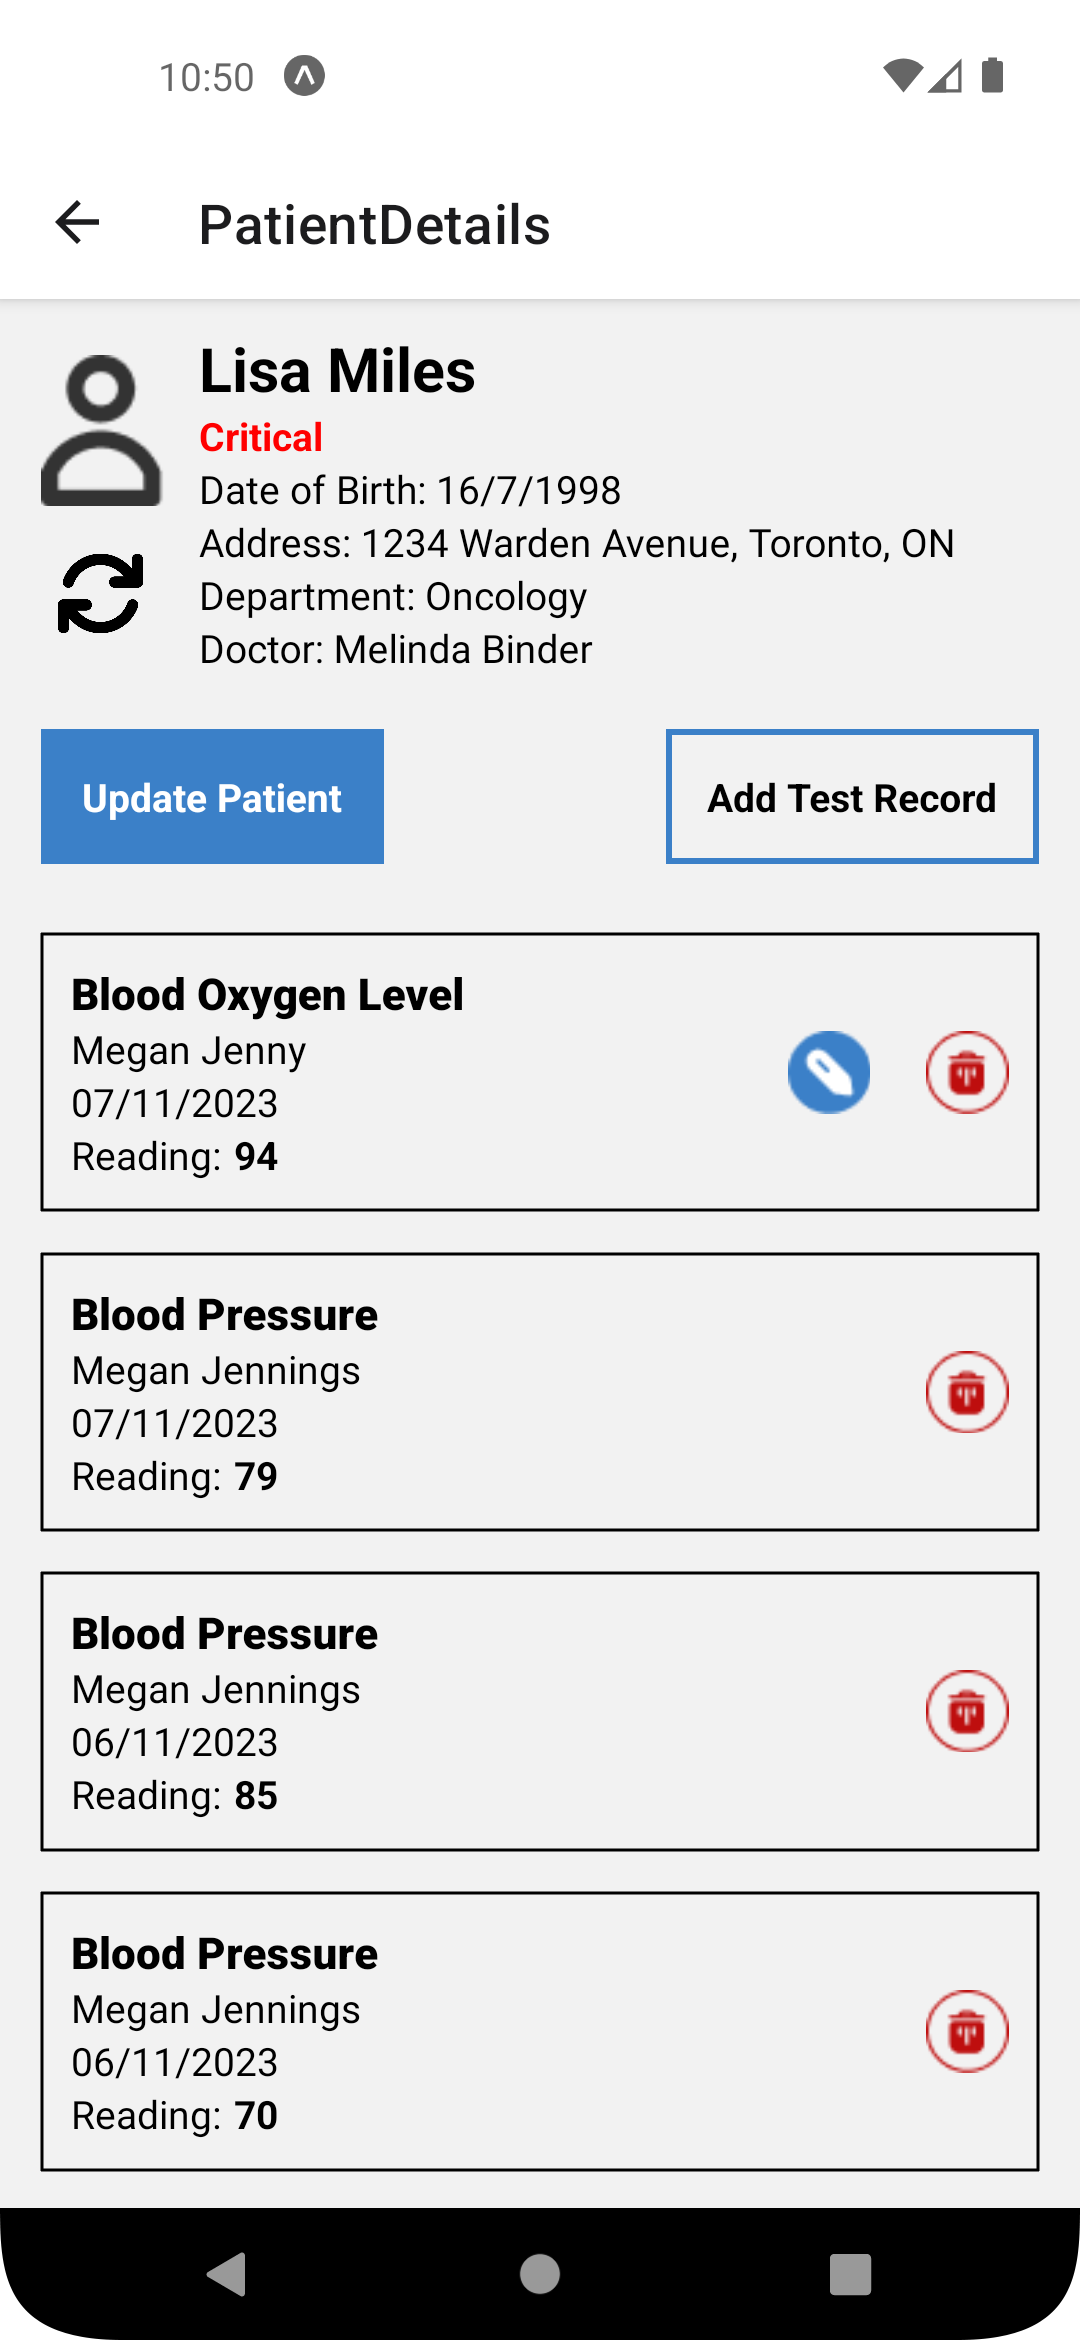 10:50
PatientDetails
Lisa Miles
Critical
Date of Birth: 16/7/1998
Address: 1234 Warden Avenue, Toronto, ON
Department: Oncology
Doctor: Melinda Binder
Update Patient
Add Test Record
Blood Oxygen Level
Megan Jenny
07/11/2023
Reading: 94
Blood Pressure
Megan Jennings
07/11/2023
Reading: 79
Blood Pressure
Megan Jennings
06/11/2023
Reading: 85
Blood Pressure
Megan Jennings
06/11/2023
Reading: 70